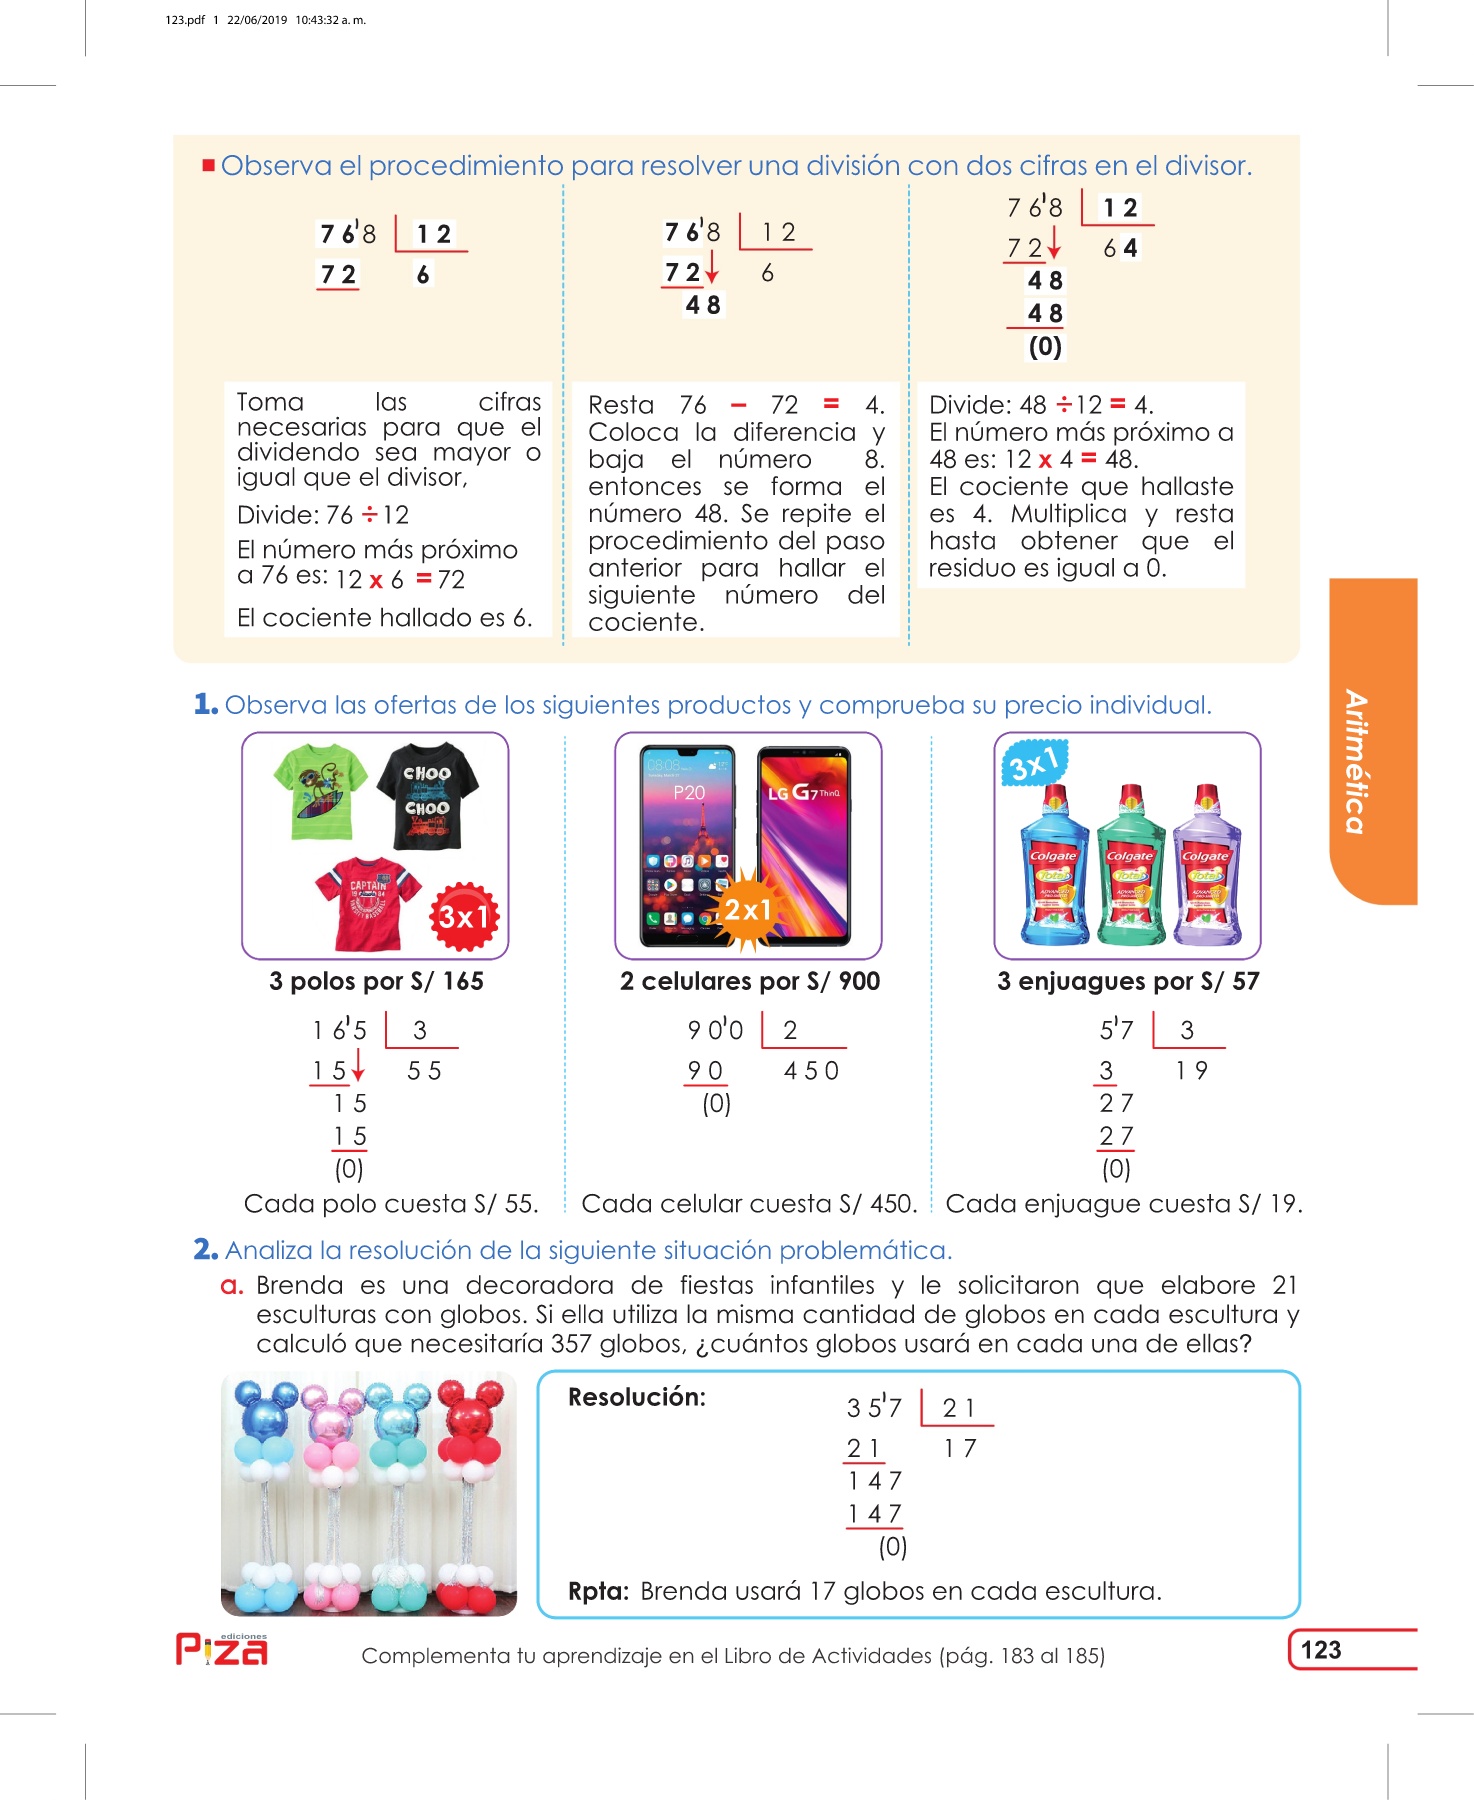 123.pdf 1 22/06/2019 10:43:32 a. m.
Observa el procedimiento para resolver una división con dos cifras en el divisor.
7 6'8 1 2
7 2 6
7 6'8 1 2
7 2 6
4 8
7 6'8 1 2
7 2 6 4
4 8
4 8
(0)
Toma las cifras
necesarias para que el
dividendo sea mayor o
igual que el divisor,
Divide: 76 ÷ 12
El número más próximo
a 76 es: 12 x 6 = 72
El cociente hallado es 6.
Resta 76 – 72 = 4.
Coloca la diferencia y
baja el número 8.
entonces se forma el
número 48. Se repite el
procedimiento del paso
anterior para hallar el
siguiente número del
cociente.
Divide: 48 ÷ 12 = 4.
El número más próximo a
48 es: 12 x 4 = 48.
El cociente que hallaste
es 4. Multiplica y resta
hasta obtener que el
residuo es igual a 0.
Aritmética
1. Observa las ofertas de los siguientes productos y comprueba su precio individual.
CHOO
CHOO
CAPTAIN
3x1
3 polos por S/ 165
1 6'5 3
1 5 5 5
1 5
1 5
(0)
Cada polo cuesta S/ 55.
08:08
P20
LG G7 ThinQ
2x1
2 celulares por S/ 900
9 0'0 2
9 0 4 5 0
(0)
Cada celular cuesta S/ 450.
3x1
Colgate Colgate Colgate
Total Total Total
3 enjuagues por S/ 57
5'7 3
3 1 9
2 7
2 7
(0)
Cada enjuague cuesta S/ 19.
2. Analiza la resolución de la siguiente situación problemática.
a. Brenda es una decoradora de fiestas infantiles y le solicitaron que elabore 21
esculturas con globos. Si ella utiliza la misma cantidad de globos en cada escultura y
calculó que necesitaría 357 globos, ¿cuántos globos usará en cada una de ellas?
Resolución:
3 5'7 2 1
2 1 1 7
1 4 7
1 4 7
(0)
Rpta: Brenda usará 17 globos en cada escultura.
ediciones
Piza
Complementa tu aprendizaje en el Libro de Actividades (pág. 183 al 185)
123